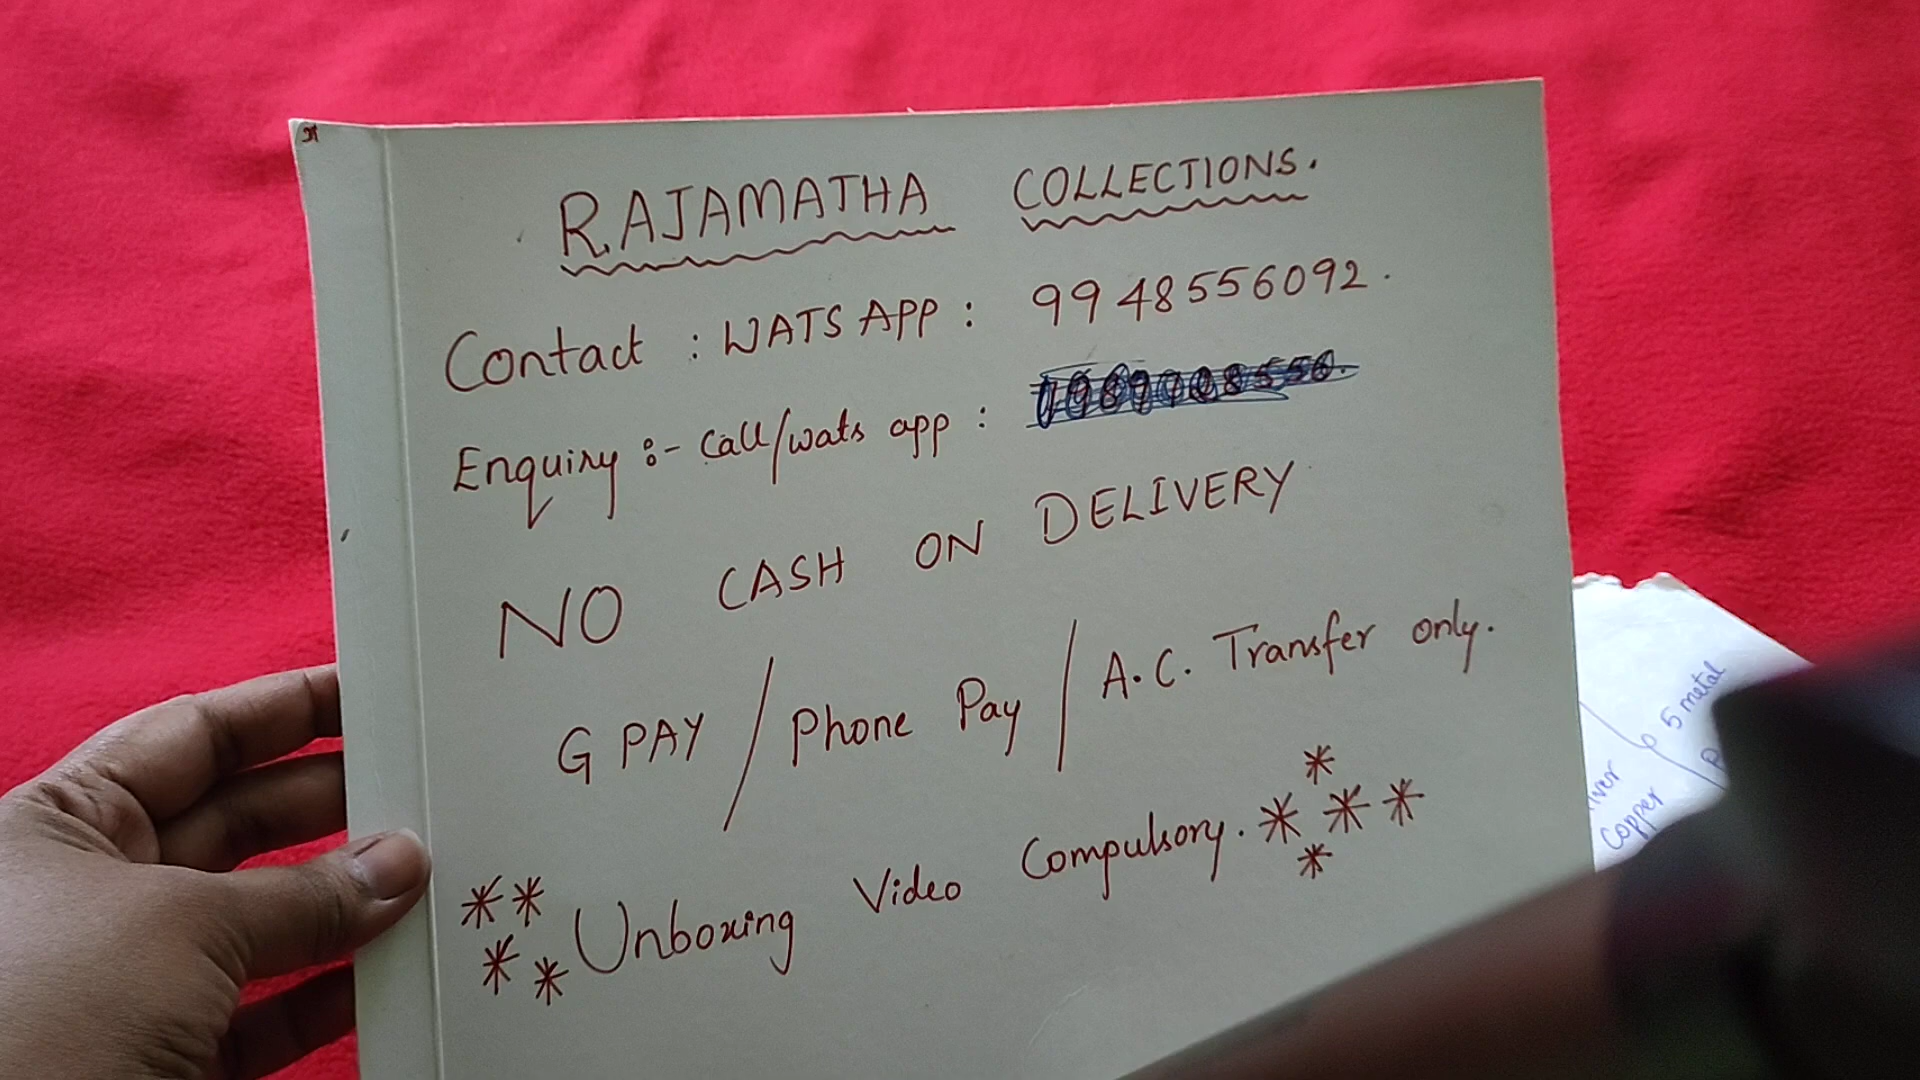 RAJAMATHA COLLECTIONS.
Contact : WATS APP : 9948556092.
Enquiry :- Call/wats app :
NO CASH ON DELIVERY
G PAY / Phone Pay / A.C. Transfer only.
** Unboxing Video Compulsory. *****
**
5 metal
Copper